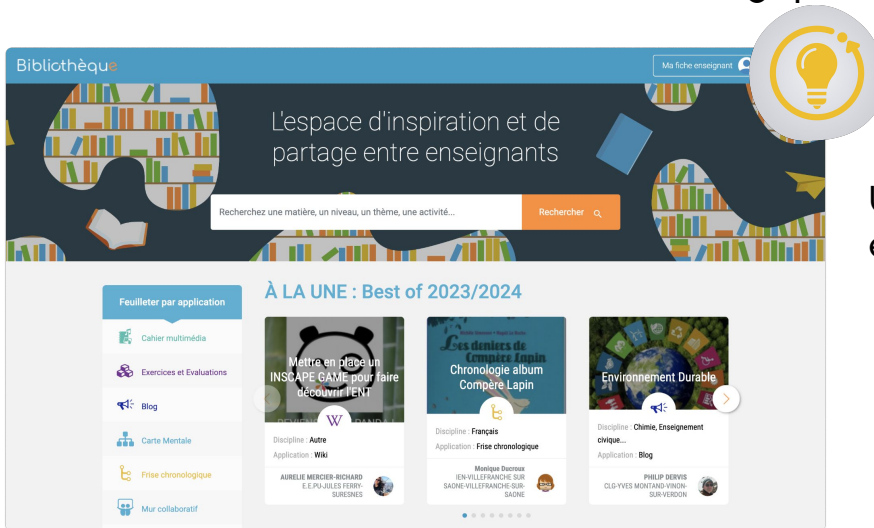 Bibliothèque
Ma fiche enseignant
L'espace d'inspiration et de
partage entre enseignants
Recherchez une matière, un niveau, un thème, une activité...
Rechercher
Feuilleter par application
Cahier multimédia
Exercices et Evaluations
Blog
Carte Mentale
Frise chronologique
Mur collaboratif
À LA UNE : Best of 2023/2024
Mettre en place un
INSCAPE GAME pour faire
découvrir l'ENT
W
Discipline : Autre
Application : Wiki
AURELIE MERCIER-RICHARD
E.E.PU-JULES FERRY-
SURESNES
Les deniers de
Compère Lapin
Chronologie album
Compère Lapin
Discipline : Français
Application : Frise chronologique
Monique Ducroux
IEN-VILLEFRANCHE SUR
SAONE-VILLEFRANCHE-SUR-
SAONE
Environnement Durable
Discipline : Chimie, Enseignement
civique...
Application : Blog
PHILIP DERVIS
CLG-YVES MONTAND-VINON-
SUR-VERDON